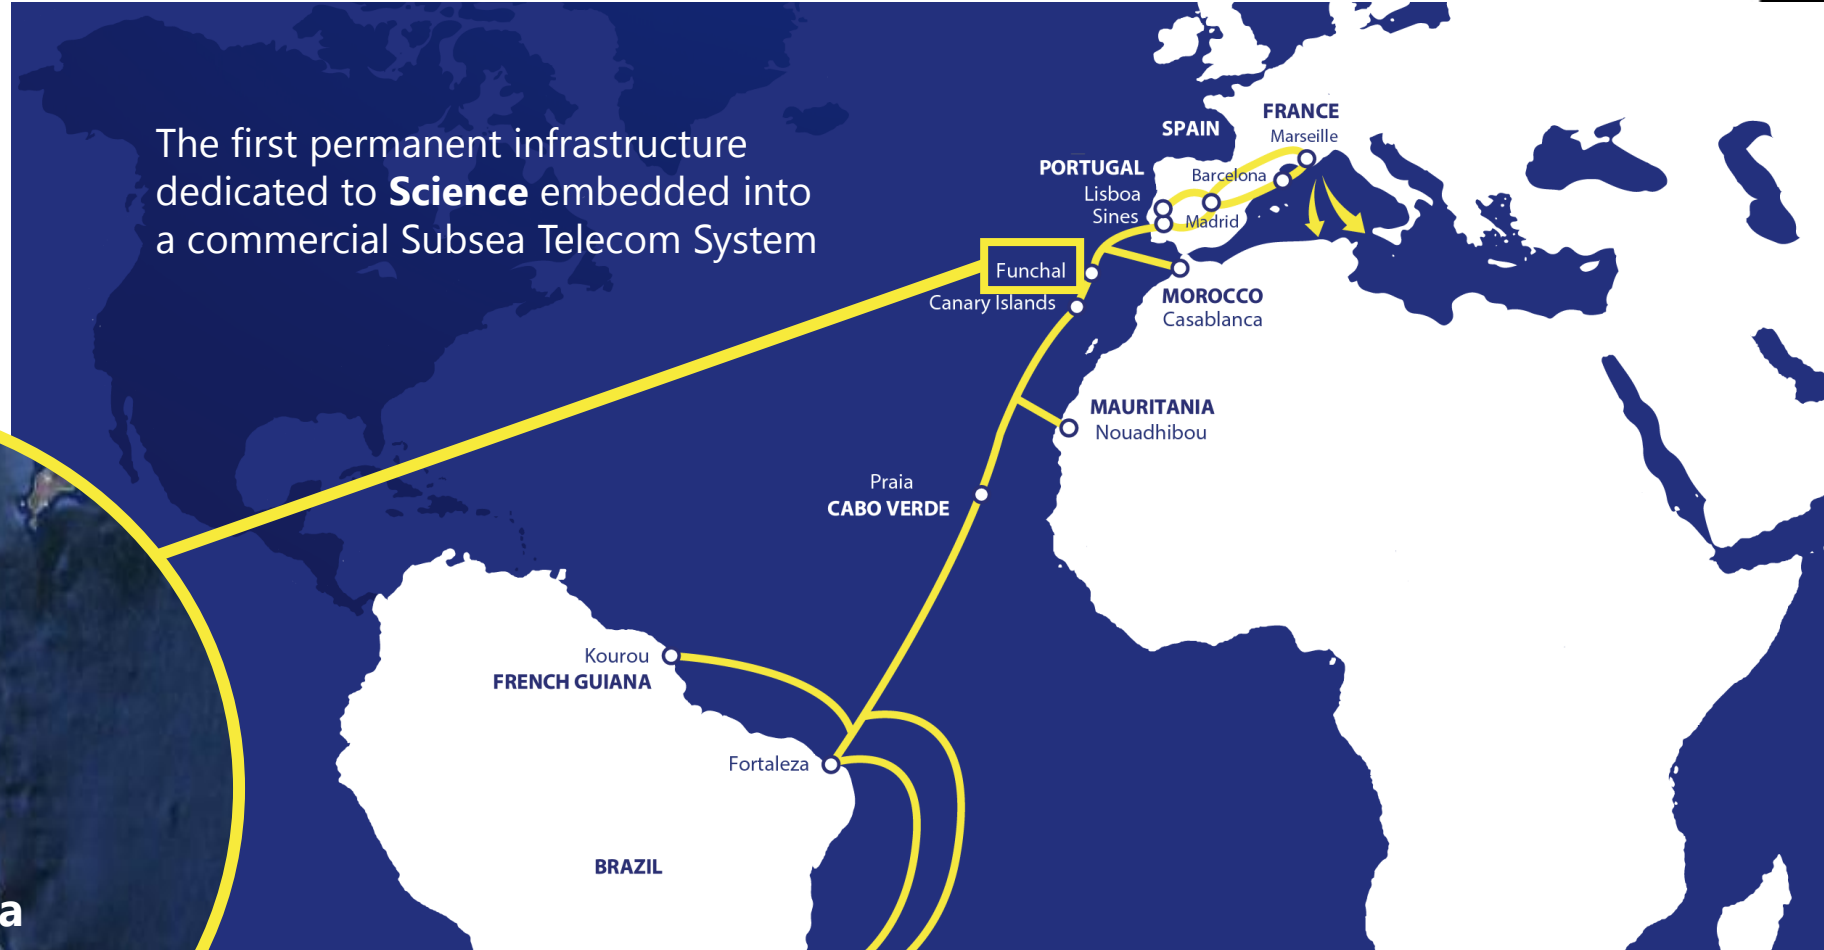 The first permanent infrastructure
dedicated to Science embedded into
a commercial Subsea Telecom System
FRANCE
Marseille
SPAIN
PORTUGAL
Barcelona
Lisboa
Sines
Madrid
Funchal
Canary Islands
MOROCCO
Casablanca
MAURITANIA
Nouadhibou
Praia
CABO VERDE
Kourou
FRENCH GUIANA
Fortaleza
BRAZIL
a